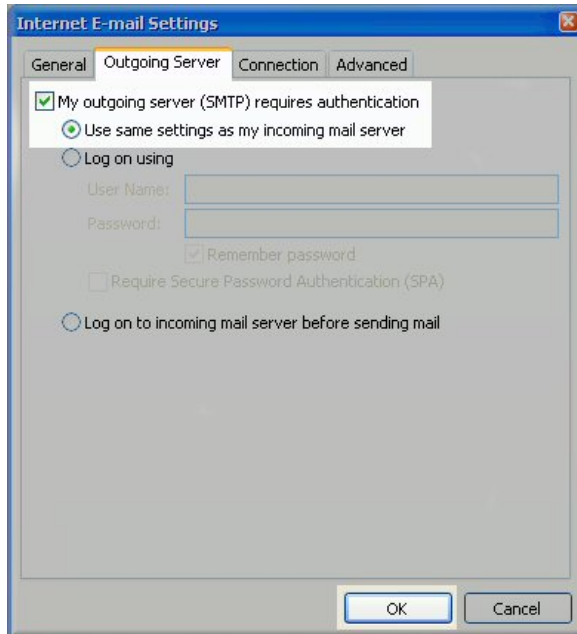 Internet E-mail Settings
General Outgoing Server Connection Advanced
My outgoing server (SMTP) requires authentication
Use same settings as my incoming mail server
Log on using
User Name:
Password:
Remember password
Require Secure Password Authentication (SPA)
Log on to incoming mail server before sending mail
OK Cancel